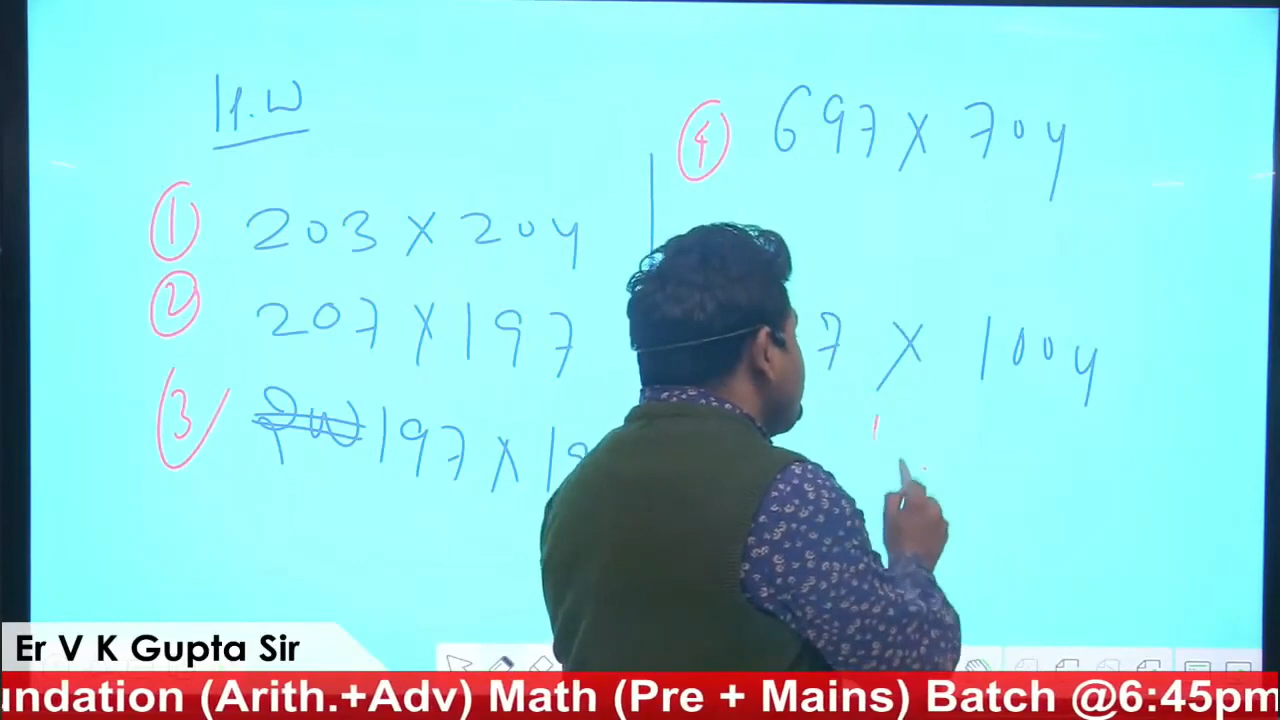 H.W
① 203 × 204
② 207 × 197
③ 197 ×
④ 697 × 704
7 × 1004
Er V K Gupta Sir
undation (Arith.+Adv) Math (Pre + Mains) Batch @6:45pm